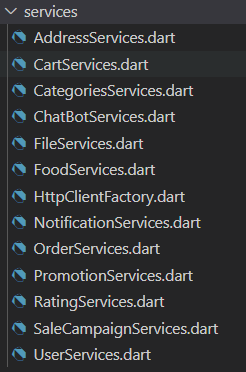 services
AddressServices.dart
CartServices.dart
CategoriesServices.dart
ChatBotServices.dart
FileServices.dart
FoodServices.dart
HttpClientFactory.dart
NotificationServices.dart
OrderServices.dart
PromotionServices.dart
RatingServices.dart
SaleCampaignServices.dart
UserServices.dart